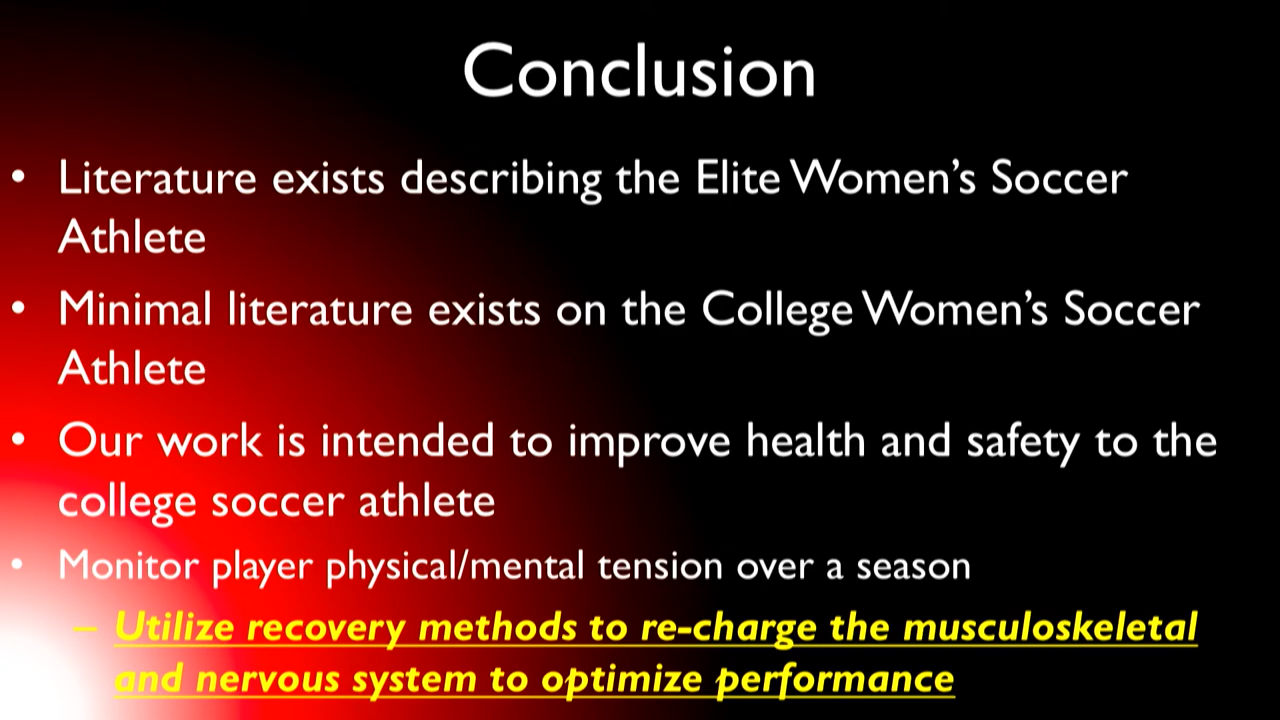 Conclusion
• Literature exists describing the Elite Women's Soccer
Athlete
• Minimal literature exists on the College Women's Soccer
Athlete
• Our work is intended to improve health and safety to the
college soccer athlete
• Monitor player physical/mental tension over a season
– Utilize recovery methods to re-charge the musculoskeletal
and nervous system to optimize performance